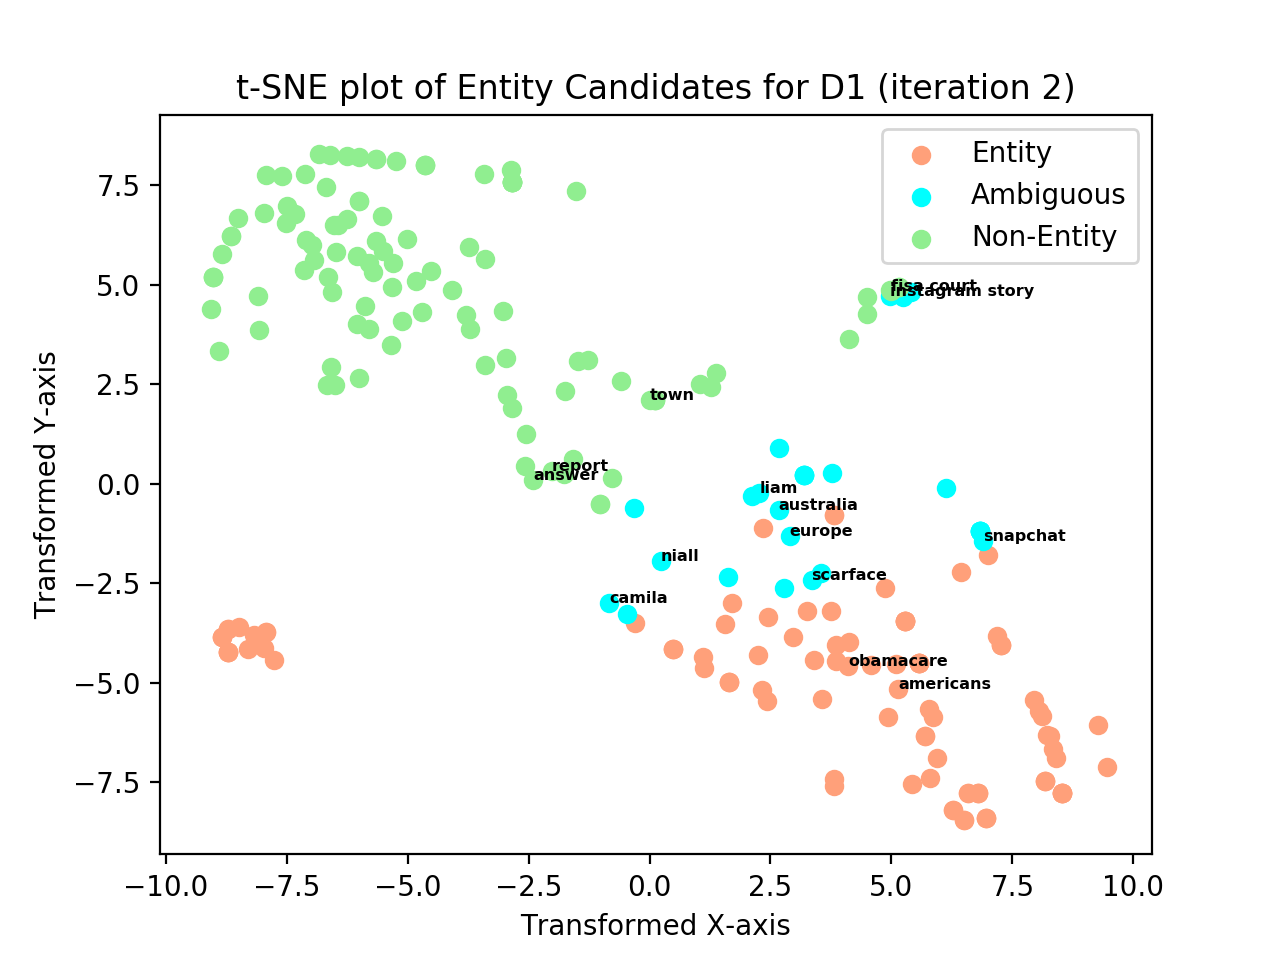 t-SNE plot of Entity Candidates for D1 (iteration 2)
Entity
Ambiguous
Non-Entity
7.5
5.0
2.5
0.0
−2.5
−5.0
−7.5
Transformed Y-axis
fisa court
instagram story
town
report
answer
liam
australia
europe
snapchat
niall
scarface
camila
obamacare
americans
−10.0 −7.5 −5.0 −2.5 0.0 2.5 5.0 7.5 10.0
Transformed X-axis